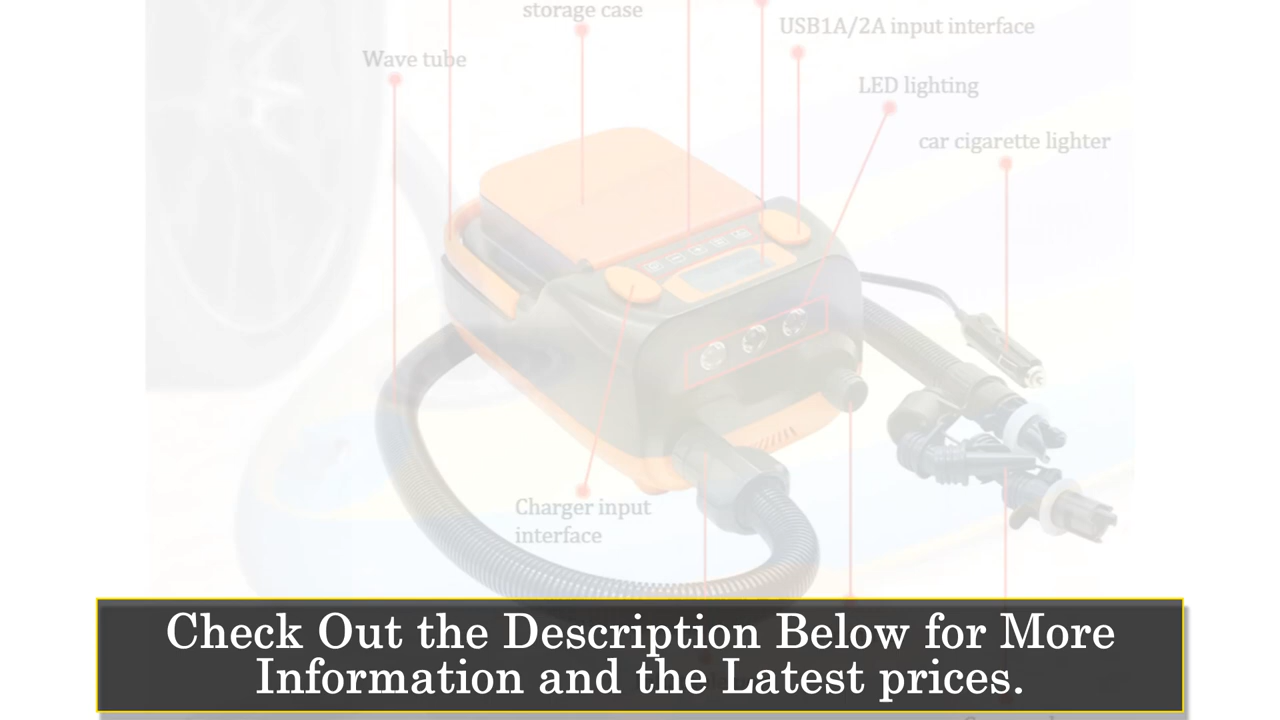 storage case
USB1A/2A input interface
Wave tube
LED lighting
car cigarette lighter
Charger input
interface
Check Out the Description Below for More
Information and the Latest prices.